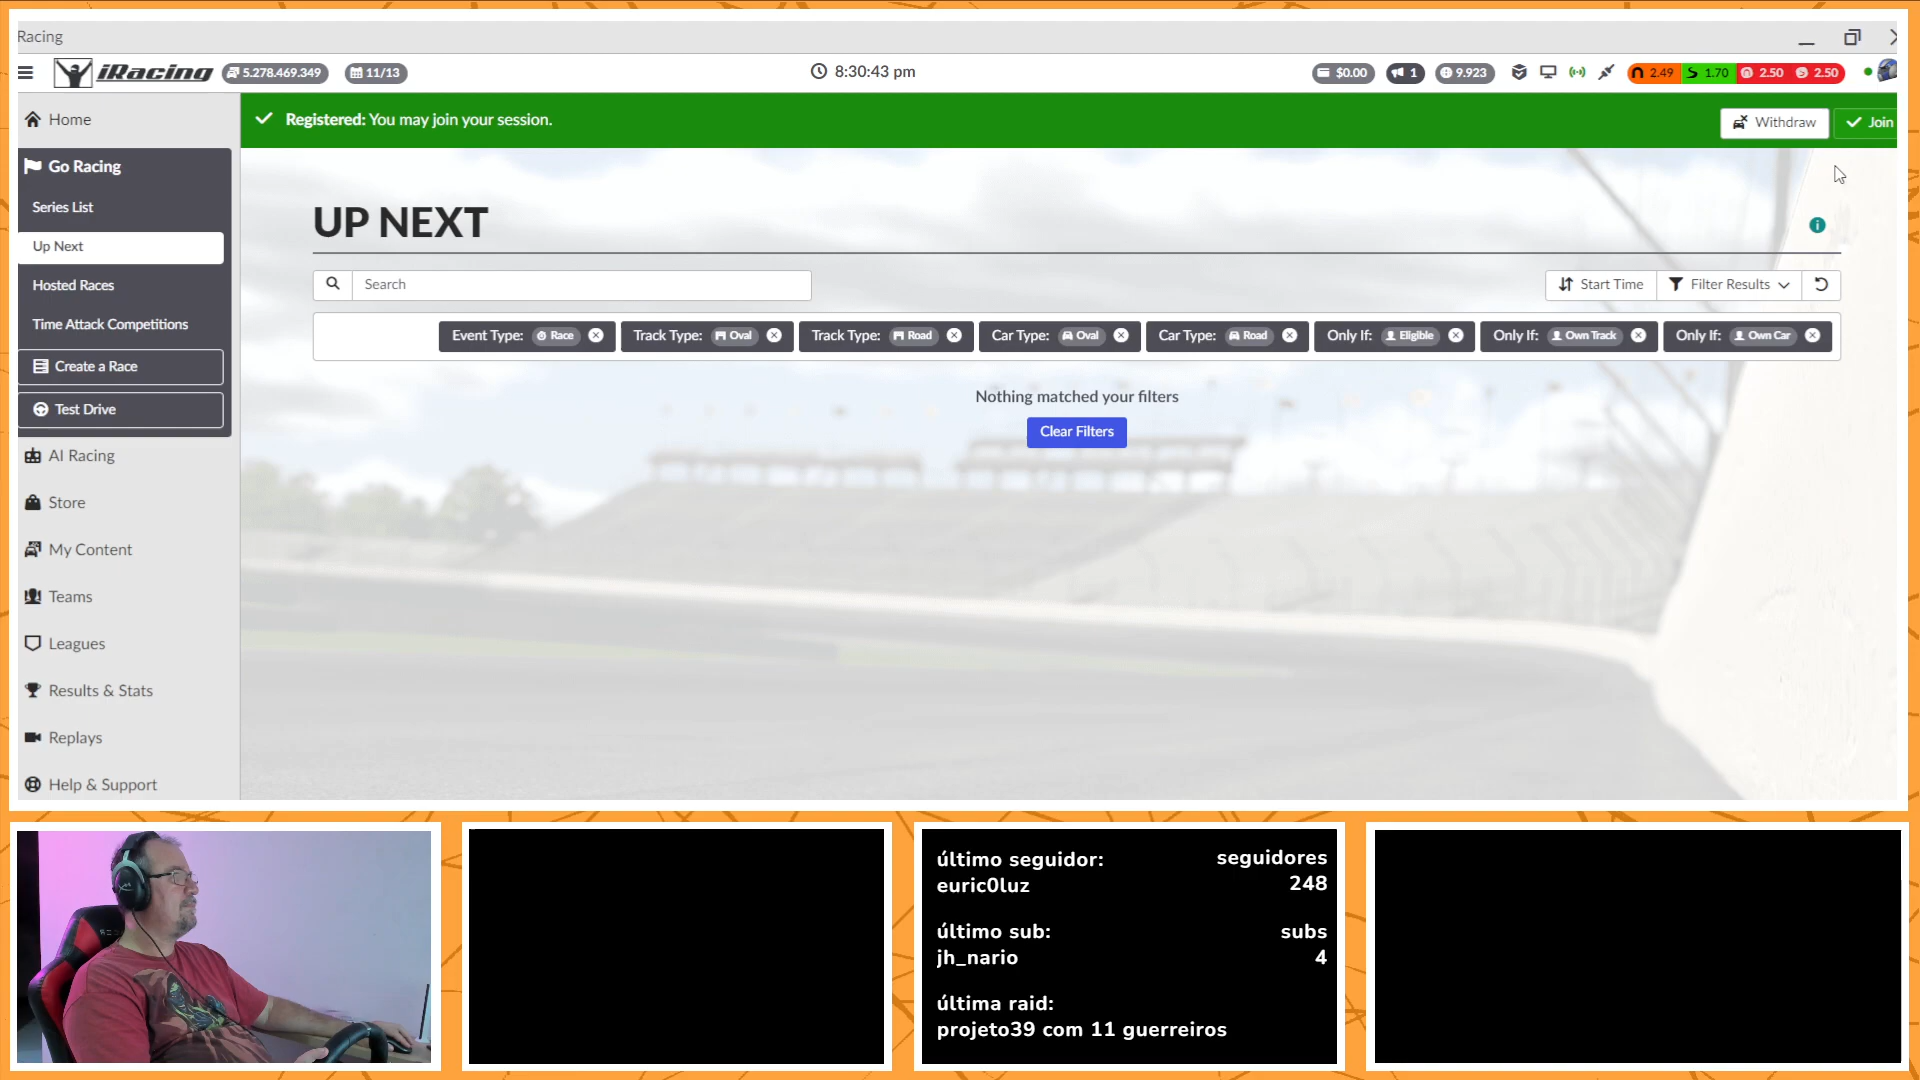 Racing
iRacing 5.278.469.349 11/13 8:30:43 pm $0.00 1 9.923 2.49 1.70 2.50 2.50
Home
Registered: You may join your session. Withdraw Join
Go Racing
Series List
Up Next
Hosted Races
Time Attack Competitions
Create a Race
Test Drive
AI Racing
Store
My Content
Teams
Leagues
Results & Stats
Replays
Help & Support
UP NEXT
Search Start Time Filter Results
Event Type: Race Track Type: Oval Track Type: Road Car Type: Oval Car Type: Road Only If: Eligible Only If: Own Track Only If: Own Car
Nothing matched your filters
Clear Filters
último seguidor: seguidores
euric0luz 248
último sub: subs
jh_nario 4
última raid:
projeto39 com 11 guerreiros